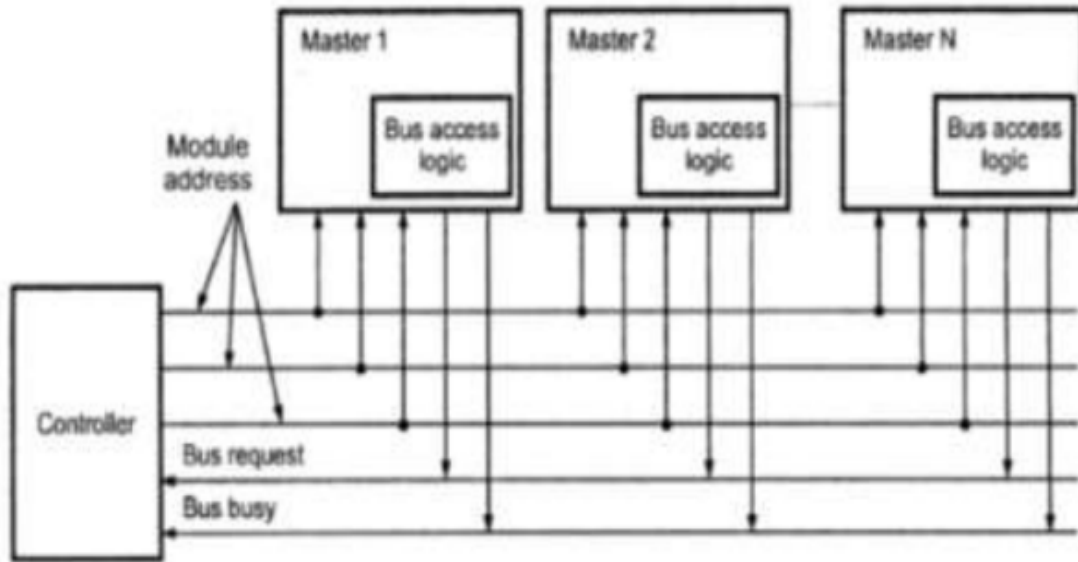 Master 1
Master 2
Master N
Bus access
logic
Bus access
logic
Bus access
logic
Module
address
Controller
Bus request
Bus busy